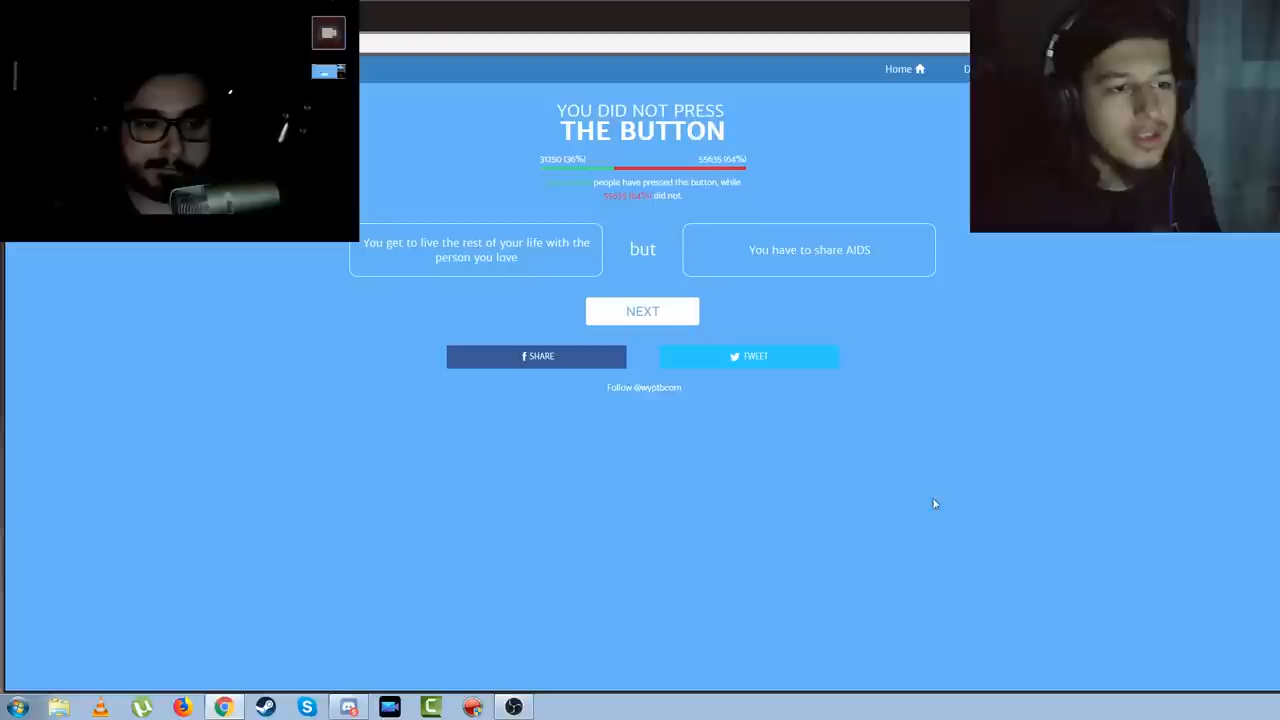 Home
YOU DID NOT PRESS
THE BUTTON
31250 (36%) 55635 (64%)
people have pressed this button, while
55635 (64%) did not.
You get to live the rest of your life with the
person you love
but
You have to share AIDS
NEXT
SHARE
TWEET
Follow @wyptbcom